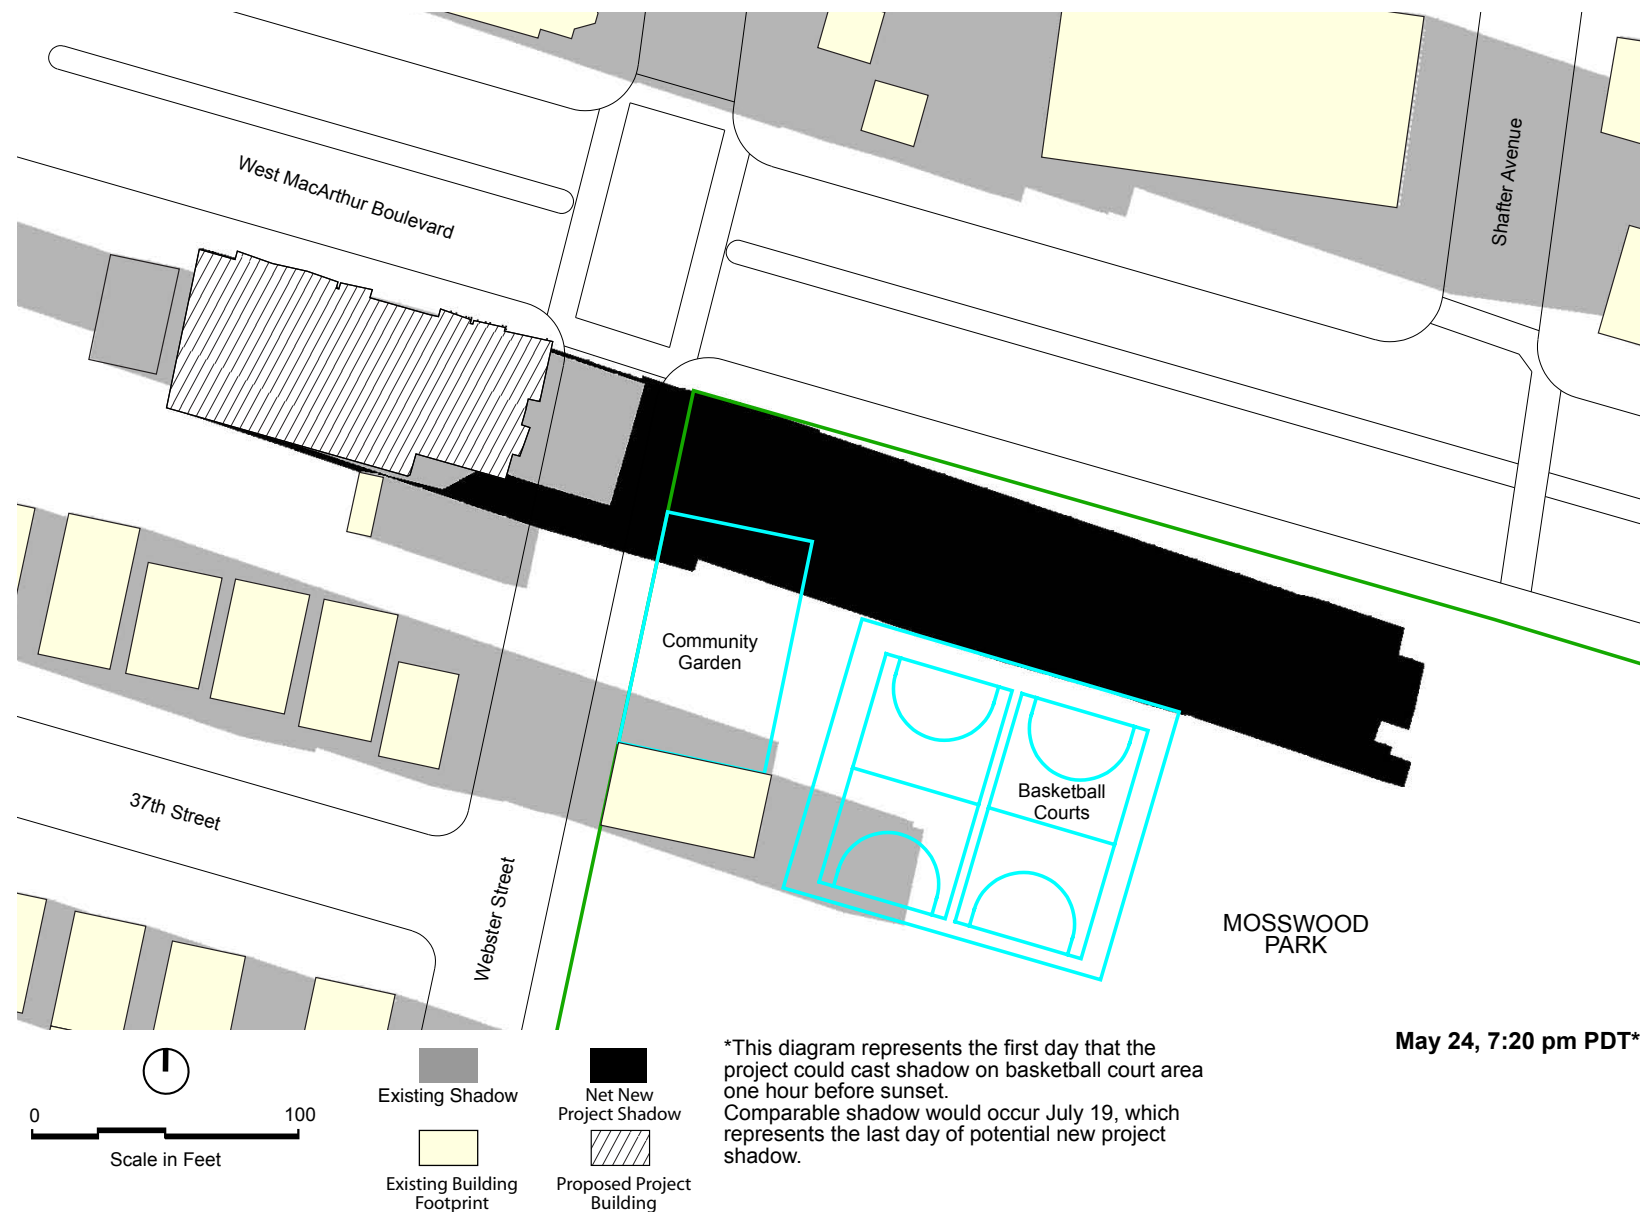 West MacArthur Boulevard
Shafter Avenue
Community
Garden
Basketball
Courts
37th Street
Webster Street
MOSSWOOD
PARK
May 24, 7:20 pm PDT*
0 100
Scale in Feet
Existing Shadow
Net New
Project Shadow
Existing Building
Footprint
Proposed Project
Building
*This diagram represents the first day that the
project could cast shadow on basketball court area
one hour before sunset.
Comparable shadow would occur July 19, which
represents the last day of potential new project
shadow.